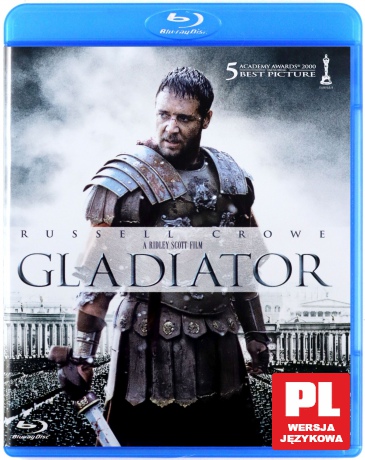 Blu-ray Disc
5 ACADEMY AWARDS® 2000
BEST PICTURE
RUSSELL CROWE
A RIDLEY SCOTT FILM
GLADIATOR
Blu-ray Disc
PL
WERSJA
JĘZYKOWA